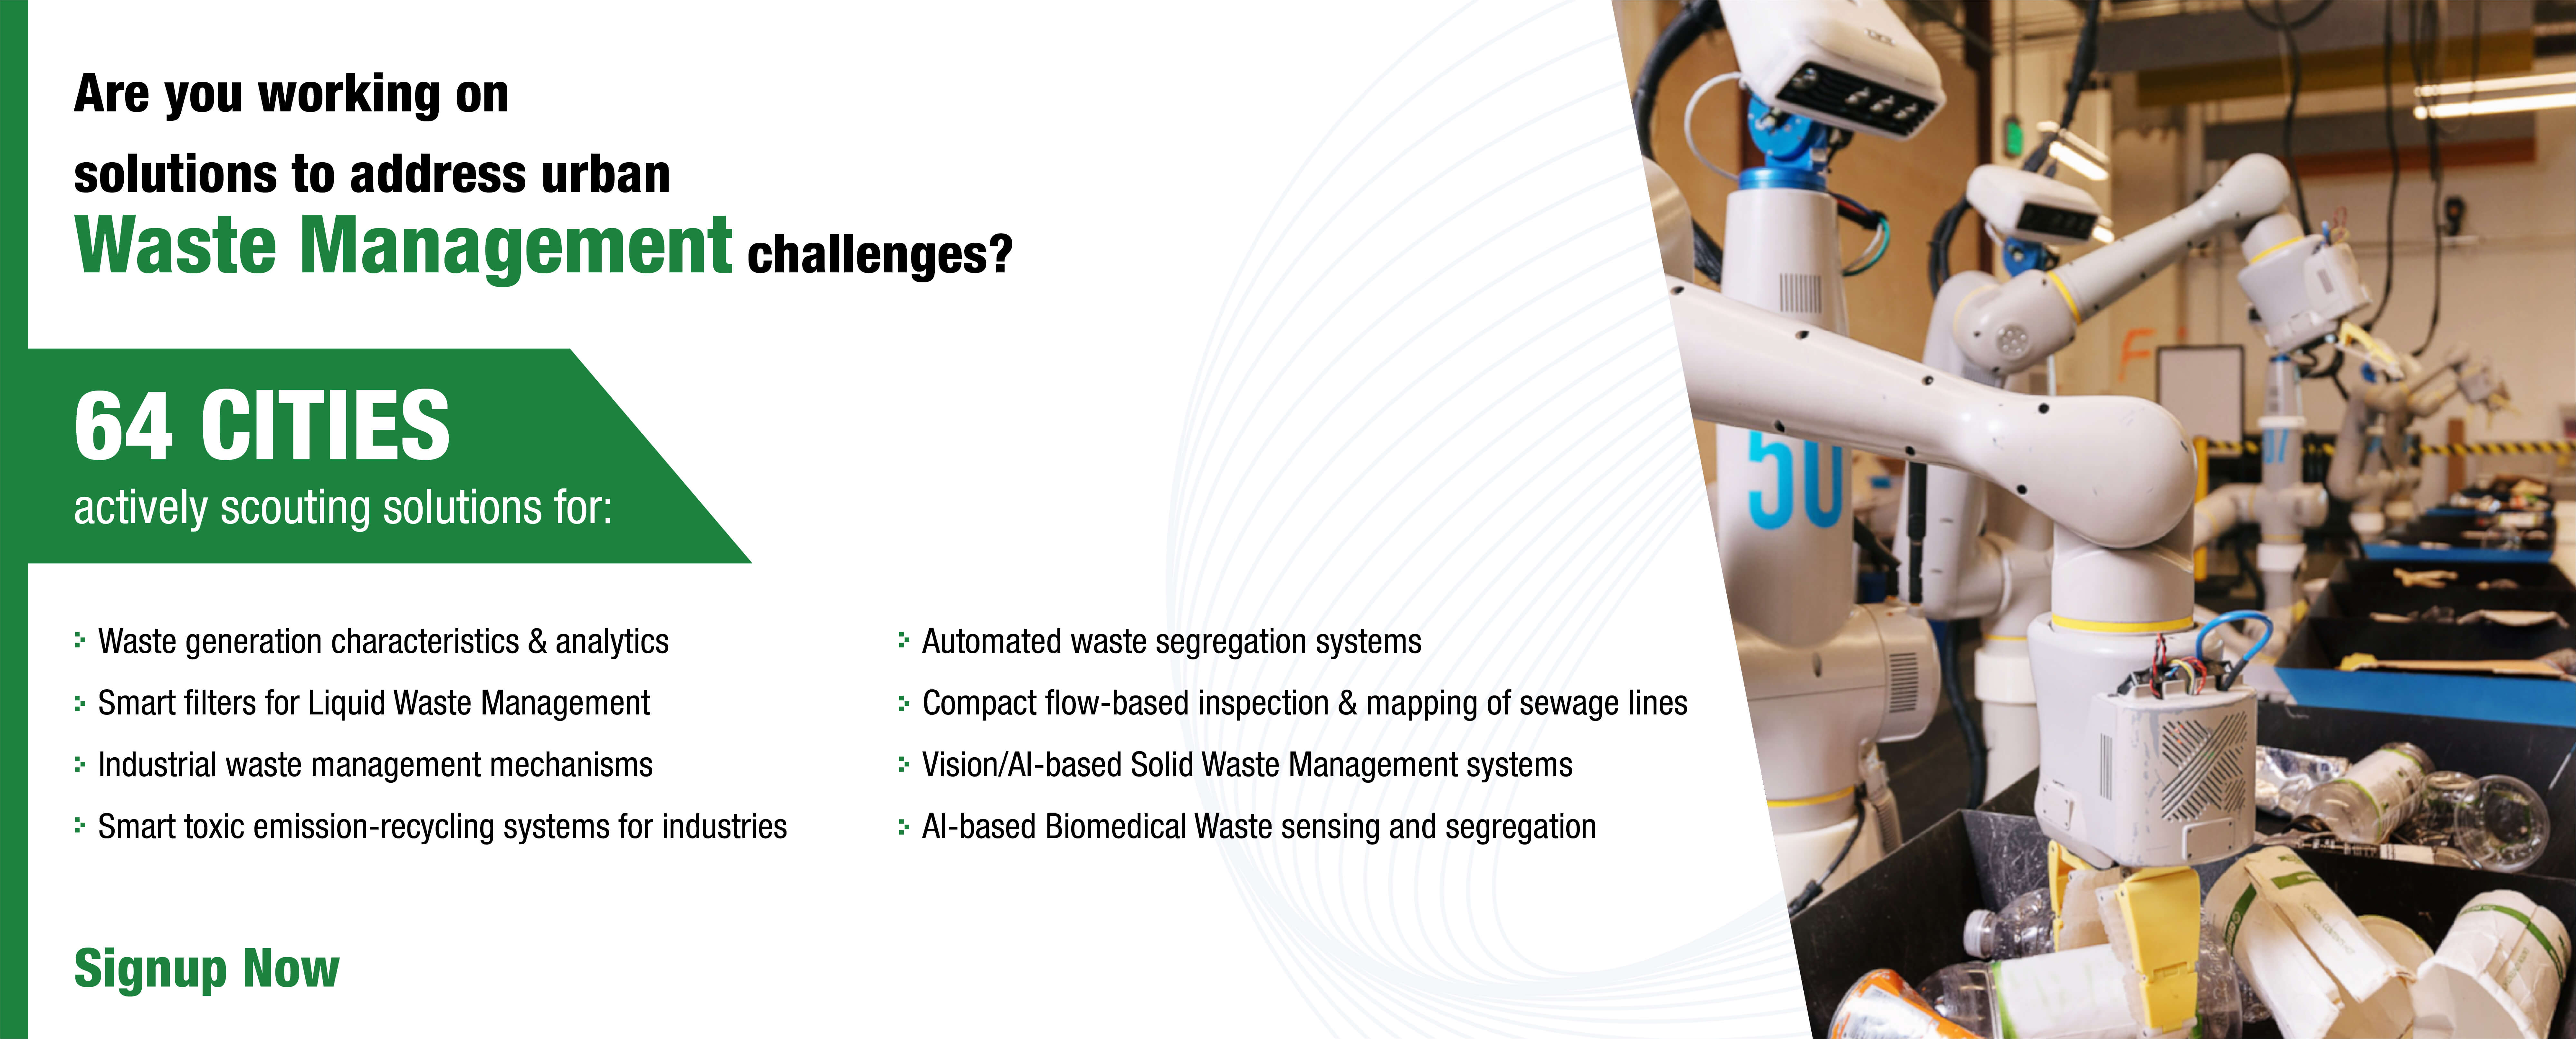 Are you working on
solutions to address urban
Waste Management challenges?
64 CITIES
actively scouting solutions for:
Waste generation characteristics & analytics
Smart filters for Liquid Waste Management
Industrial waste management mechanisms
Smart toxic emission-recycling systems for industries
Automated waste segregation systems
Compact flow-based inspection & mapping of sewage lines
Vision/AI-based Solid Waste Management systems
AI-based Biomedical Waste sensing and segregation
Signup Now
50
37
F